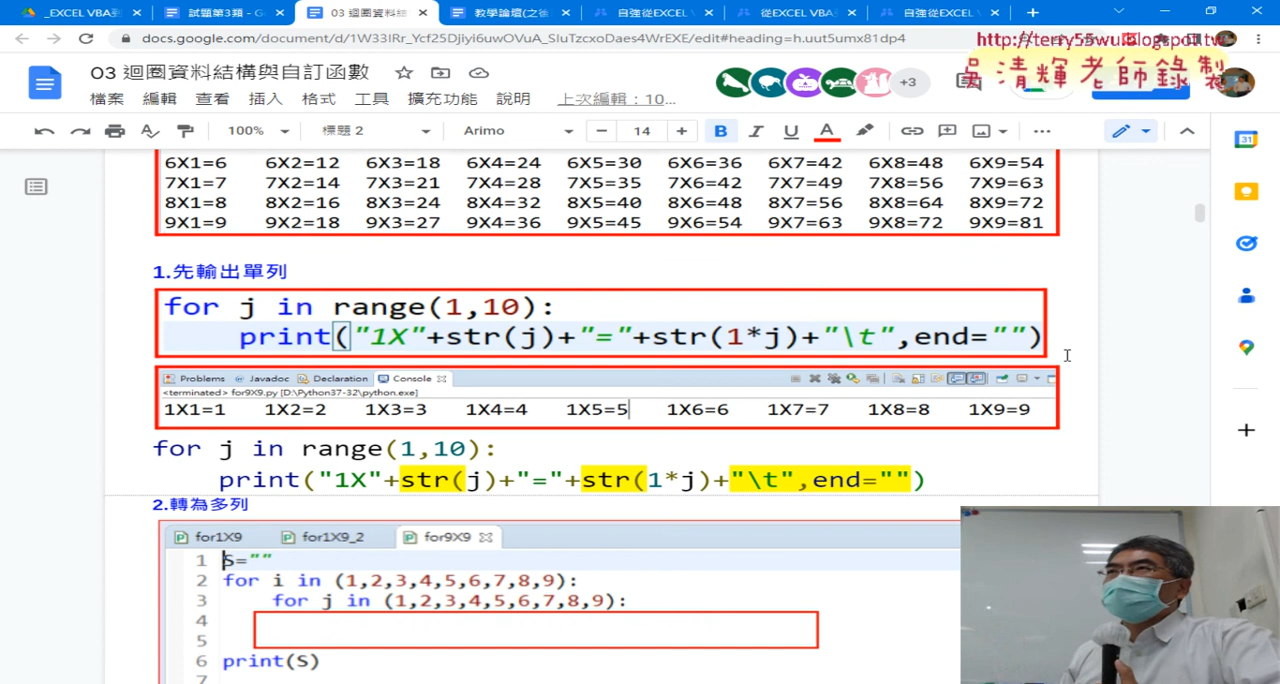 _EXCEL VBA到
試題第3類 - G
03 迴圈資料結
教學論壇(之後
自強從EXCEL
從EXCEL VBA
自強從EXCEL
docs.google.com/document/d/1W33IRr_Ycf25Djiyi6uwOVuA_SIuTzcxoDaes4WrEXE/edit#heading=h.uut5umx81dp4
http://terry55wu.blogspot.tw
吳清輝老師錄製
03 迴圈資料結構與自訂函數
+3
檔案 編輯 查看 插入 格式 工具 擴充功能 說明 上次編輯：10...
100% 標題 2 Arimo 14 B I U A
6X1=6 6X2=12 6X3=18 6X4=24 6X5=30 6X6=36 6X7=42 6X8=48 6X9=54
7X1=7 7X2=14 7X3=21 7X4=28 7X5=35 7X6=42 7X7=49 7X8=56 7X9=63
8X1=8 8X2=16 8X3=24 8X4=32 8X5=40 8X6=48 8X7=56 8X8=64 8X9=72
9X1=9 9X2=18 9X3=27 9X4=36 9X5=45 9X6=54 9X7=63 9X8=72 9X9=81
1.先輸出單列
for j in range(1,10):
print("1X"+str(j)+"="+str(1*j)+"\t",end="")
Problems Javadoc Declaration Console
<terminated> for9X9.py [D:\Python37-32\python.exe]
1X1=1 1X2=2 1X3=3 1X4=4 1X5=5 1X6=6 1X7=7 1X8=8 1X9=9
for j in range(1,10):
print("1X"+str(j)+"="+str(1*j)+"\t",end="")
2.轉為多列
for1X9 for1X9_2 for9X9
1 S=""
2 for i in (1,2,3,4,5,6,7,8,9):
3 for j in (1,2,3,4,5,6,7,8,9):
4
5
6 print(S)
7